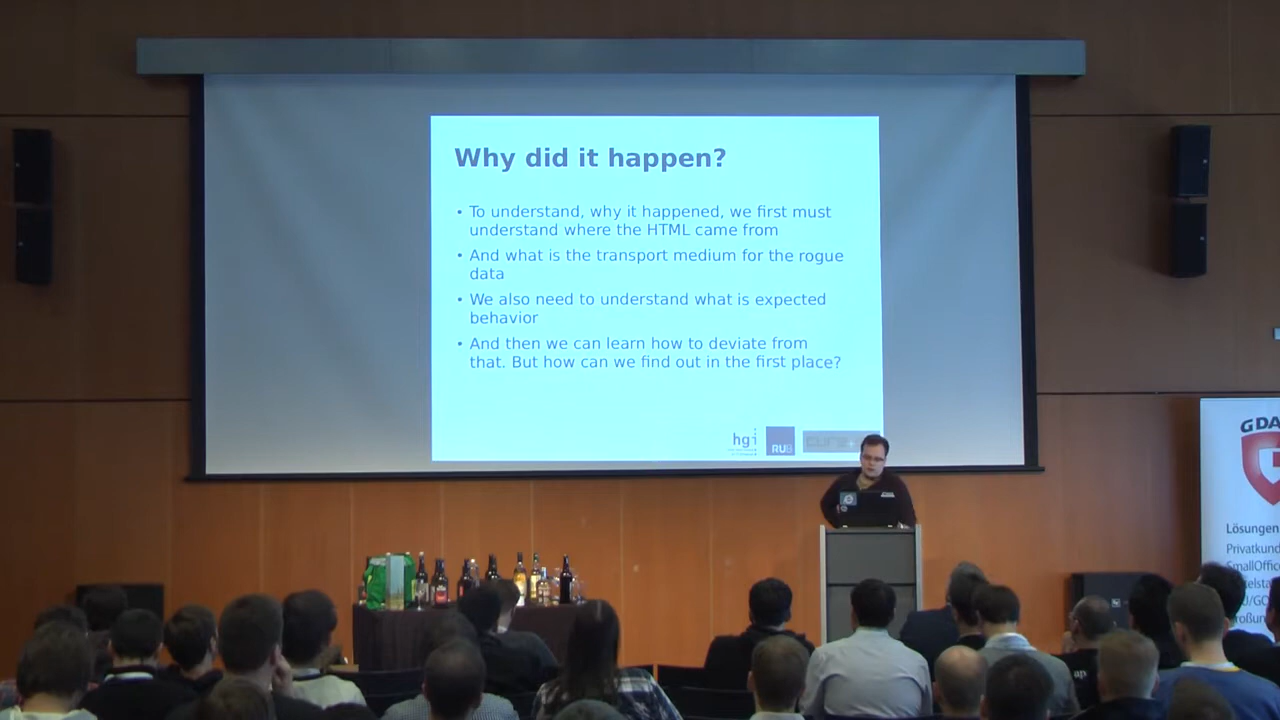 Why did it happen?
• To understand, why it happened, we first must
understand where the HTML came from
• And what is the transport medium for the rogue
data
• We also need to understand what is expected
behavior
• And then we can learn how to deviate from
that. But how can we find out in the first place?
hgi
RUB
GDA
Lösungen
Privatkund
SmallOffice